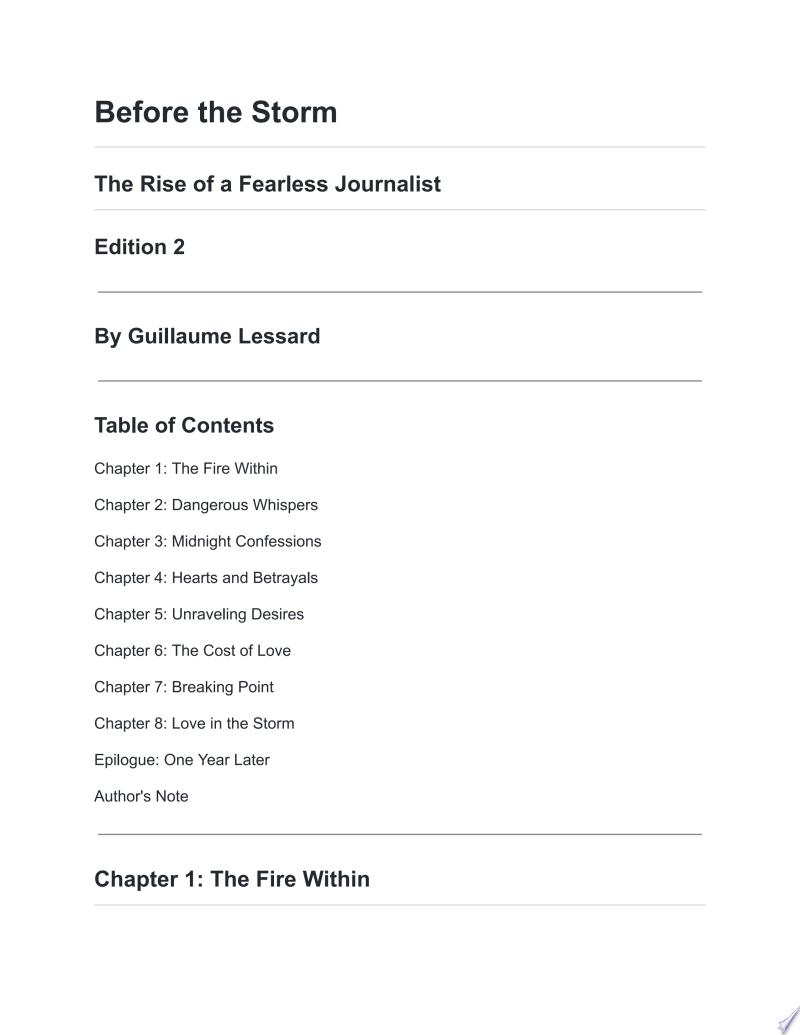 Before the Storm
The Rise of a Fearless Journalist
Edition 2
By Guillaume Lessard
Table of Contents
Chapter 1: The Fire Within
Chapter 2: Dangerous Whispers
Chapter 3: Midnight Confessions
Chapter 4: Hearts and Betrayals
Chapter 5: Unraveling Desires
Chapter 6: The Cost of Love
Chapter 7: Breaking Point
Chapter 8: Love in the Storm
Epilogue: One Year Later
Author's Note
Chapter 1: The Fire Within